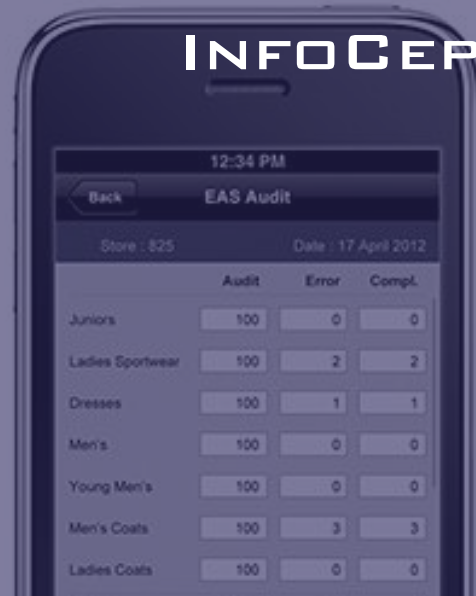 INFOCEP
12:34 PM
Back EAS Audit
Store : 825 Date : 17 April 2012
Audit Error Compl.
Juniors 100 0 0
Ladies Sportwear 100 2 2
Dresses 100 1 1
Men's 100 0 0
Young Men's 100 0 0
Men's Coats 100 3 3
Ladies Coats 100 0 0